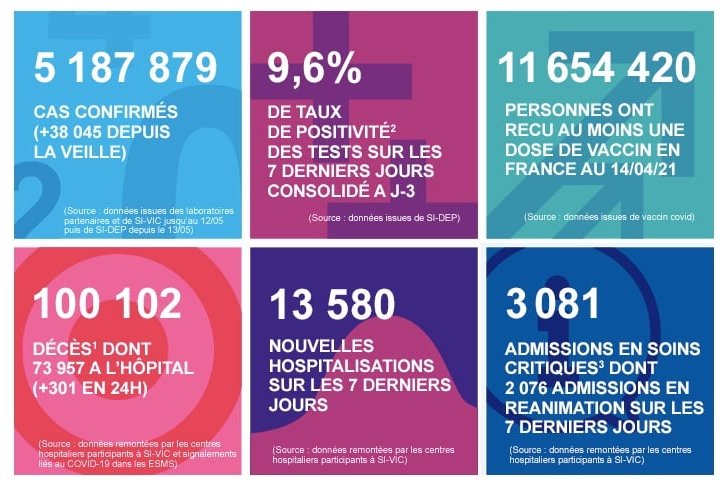 5 187 879
CAS CONFIRMÉS
(+38 045 DEPUIS
LA VEILLE)
(Source : données issues des laboratoires
partenaires et de SI-VIC jusqu'au 12/05
puis de SI-DEP depuis le 13/05)
9,6%
DE TAUX
DE POSITIVITÉ²
DES TESTS SUR LES
7 DERNIERS JOURS
CONSOLIDÉ A J-3
(Source : données issues de SI-DEP)
11 654 420
PERSONNES ONT
RECU AU MOINS UNE
DOSE DE VACCIN EN
FRANCE AU 14/04/21
(Source : données issues de vaccin covid)
100 102
DÉCÈS¹ DONT
73 957 A L'HÔPITAL
(+301 EN 24H)
(Source : données remontées par les centres
hospitaliers participants à SI-VIC et signalements
liés au COVID-19 dans les ESMS)
13 580
NOUVELLES
HOSPITALISATIONS
SUR LES 7 DERNIERS
JOURS
(Source : données remontées par les centres
hospitaliers participants à SI-VIC)
3 081
ADMISSIONS EN SOINS
CRITIQUES³ DONT
2 076 ADMISSIONS EN
REANIMATION SUR LES
7 DERNIERS JOURS
(Source : données remontées par les centres
hospitaliers participants à SI-VIC)